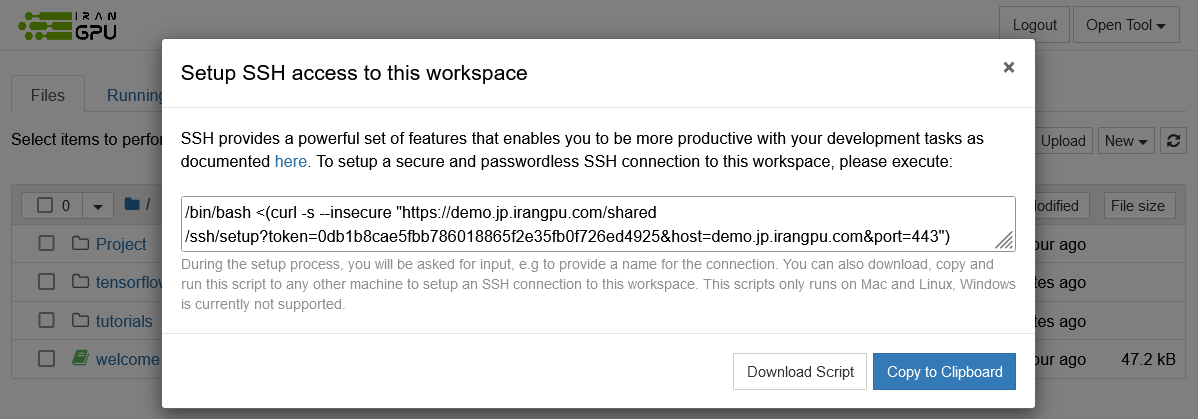 IRAN
GPU
Logout
Open Tool
Setup SSH access to this workspace
×
Files
Running
SSH provides a powerful set of features that enables you to be more productive with your development tasks as
documented here. To setup a secure and passwordless SSH connection to this workspace, please execute:
Select items to perfor
Upload
New
/bin/bash <(curl -s --insecure "https://demo.jp.irangpu.com/shared
/ssh/setup?token=0db1b8cae5fbb786018865f2e35fb0f726ed4925&host=demo.jp.irangpu.com&port=443")
0
/
odified
File size
During the setup process, you will be asked for input, e.g to provide a name for the connection. You can also download, copy and
run this script to any other machine to setup an SSH connection to this workspace. This scripts only runs on Mac and Linux, Windows
is currently not supported.
Project
our ago
tensorflow
tes ago
tutorials
tes ago
welcome
our ago
47.2 kB
Download Script
Copy to Clipboard